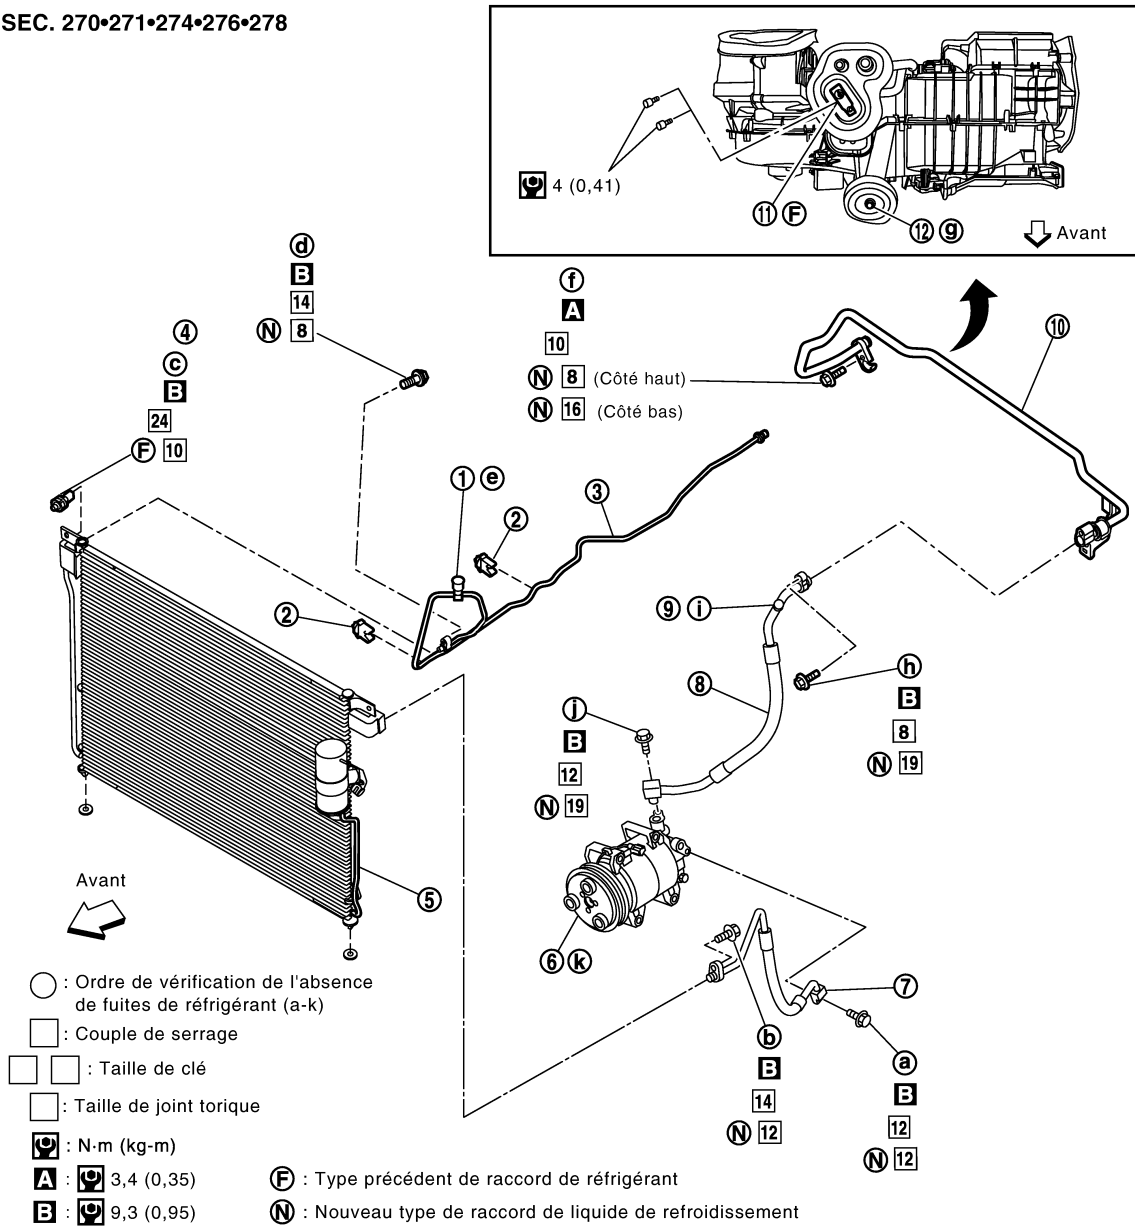 SEC. 270•271•274•276•278
4 (0,41)
11 F
12 g
Avant
d
B
14
N 8
4
c
B
24
F 10
f
A
10
N 8 (Côté haut)
N 16 (Côté bas)
10
1 e
2
3
2
9 i
8
h
B
8
N 19
j
B
12
N 19
Avant
5
6 k
7
b
B
14
N 12
a
B
12
N 12
: Ordre de vérification de l'absence
de fuites de réfrigérant (a-k)
: Couple de serrage
: Taille de clé
: Taille de joint torique
: N·m (kg-m)
A : 3,4 (0,35)
B : 9,3 (0,95)
F : Type précédent de raccord de réfrigérant
N : Nouveau type de raccord de liquide de refroidissement